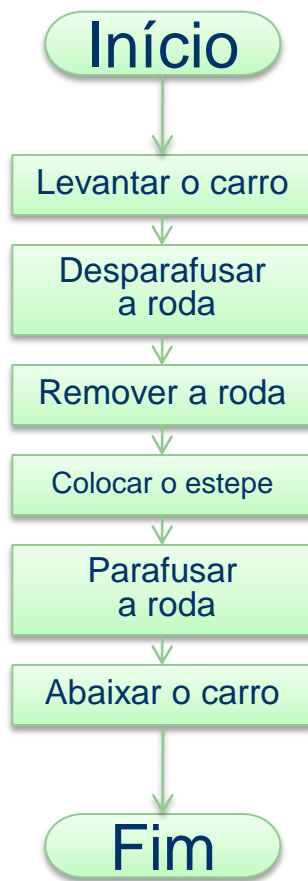 Início
Levantar o carro
Desparafusar
a roda
Remover a roda
Colocar o estepe
Parafusar
a roda
Abaixar o carro
Fim